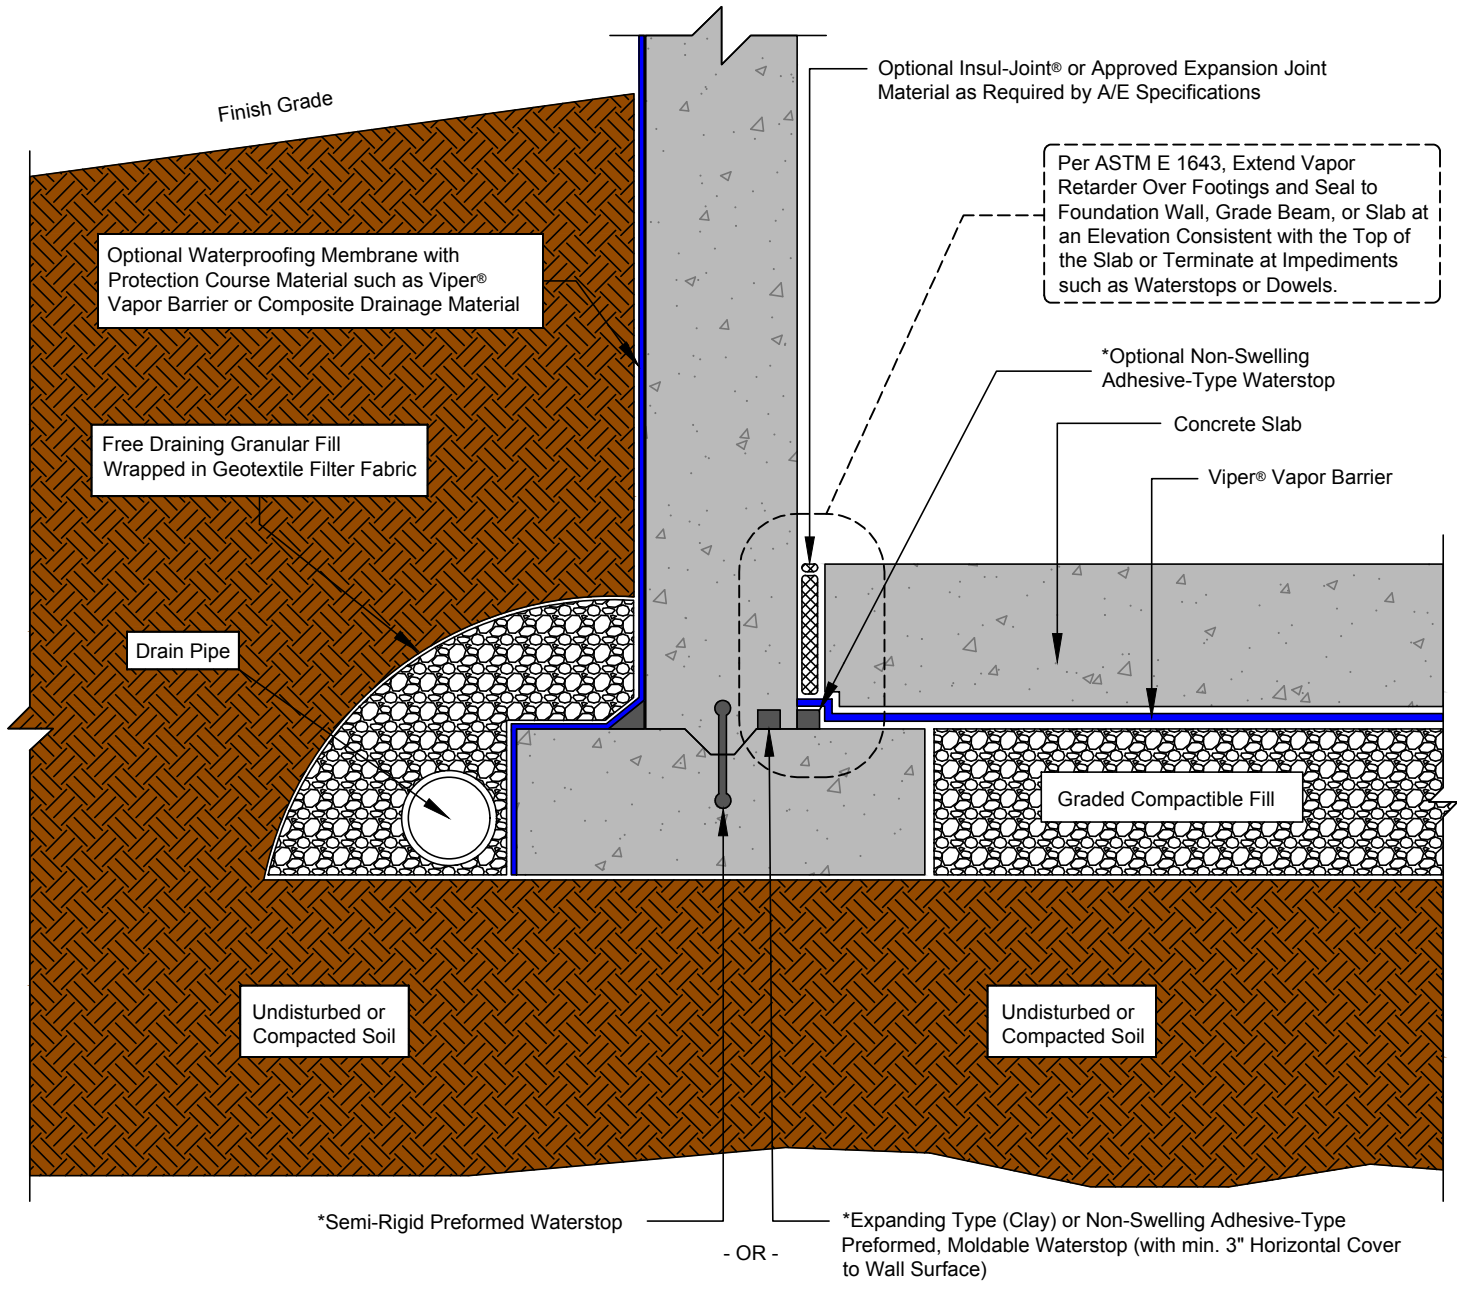 Finish Grade
Optional Insul-Joint® or Approved Expansion Joint
Material as Required by A/E Specifications
Per ASTM E 1643, Extend Vapor
Retarder Over Footings and Seal to
Foundation Wall, Grade Beam, or Slab at
an Elevation Consistent with the Top of
the Slab or Terminate at Impediments
such as Waterstops or Dowels.
Optional Waterproofing Membrane with
Protection Course Material such as Viper®
Vapor Barrier or Composite Drainage Material
*Optional Non-Swelling
Adhesive-Type Waterstop
Concrete Slab
Free Draining Granular Fill
Wrapped in Geotextile Filter Fabric
Viper® Vapor Barrier
Drain Pipe
Graded Compactible Fill
Undisturbed or
Compacted Soil
Undisturbed or
Compacted Soil
*Semi-Rigid Preformed Waterstop
- OR -
*Expanding Type (Clay) or Non-Swelling Adhesive-Type
Preformed, Moldable Waterstop (with min. 3" Horizontal Cover
to Wall Surface)